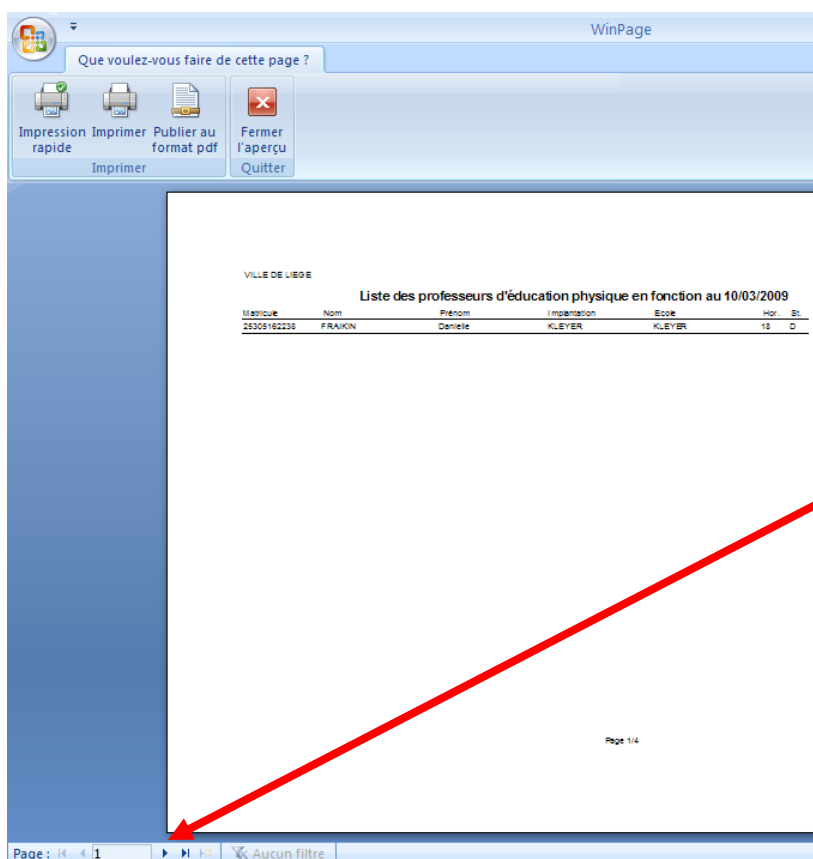 WinPage
Que voulez-vous faire de cette page ?
Impression rapide
Imprimer
Publier au format pdf
Fermer l'aperçu
Imprimer
Quitter
VILLE DE LIEGE
Liste des professeurs d'éducation physique en fonction au 10/03/2009
Matricule Nom Prénom Implantation Ecole Hor. St.
25305162238 FRAIKIN Danielle KLEYER KLEYER 18 D
Page 1/4
Page : 1 Aucun filtre